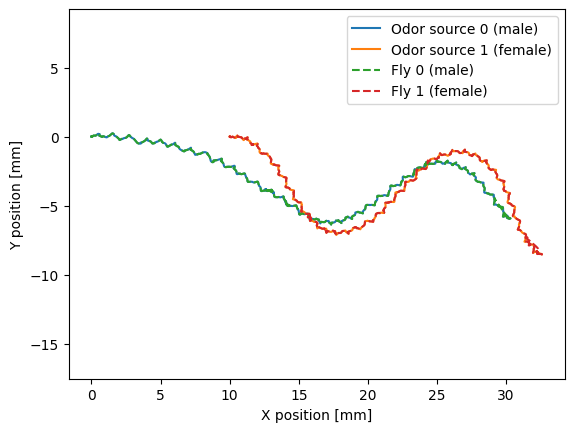 Odor source 0 (male)
Odor source 1 (female)
Fly 0 (male)
Fly 1 (female)
5
0
−5
−10
−15
Y position [mm]
0 5 10 15 20 25 30
X position [mm]